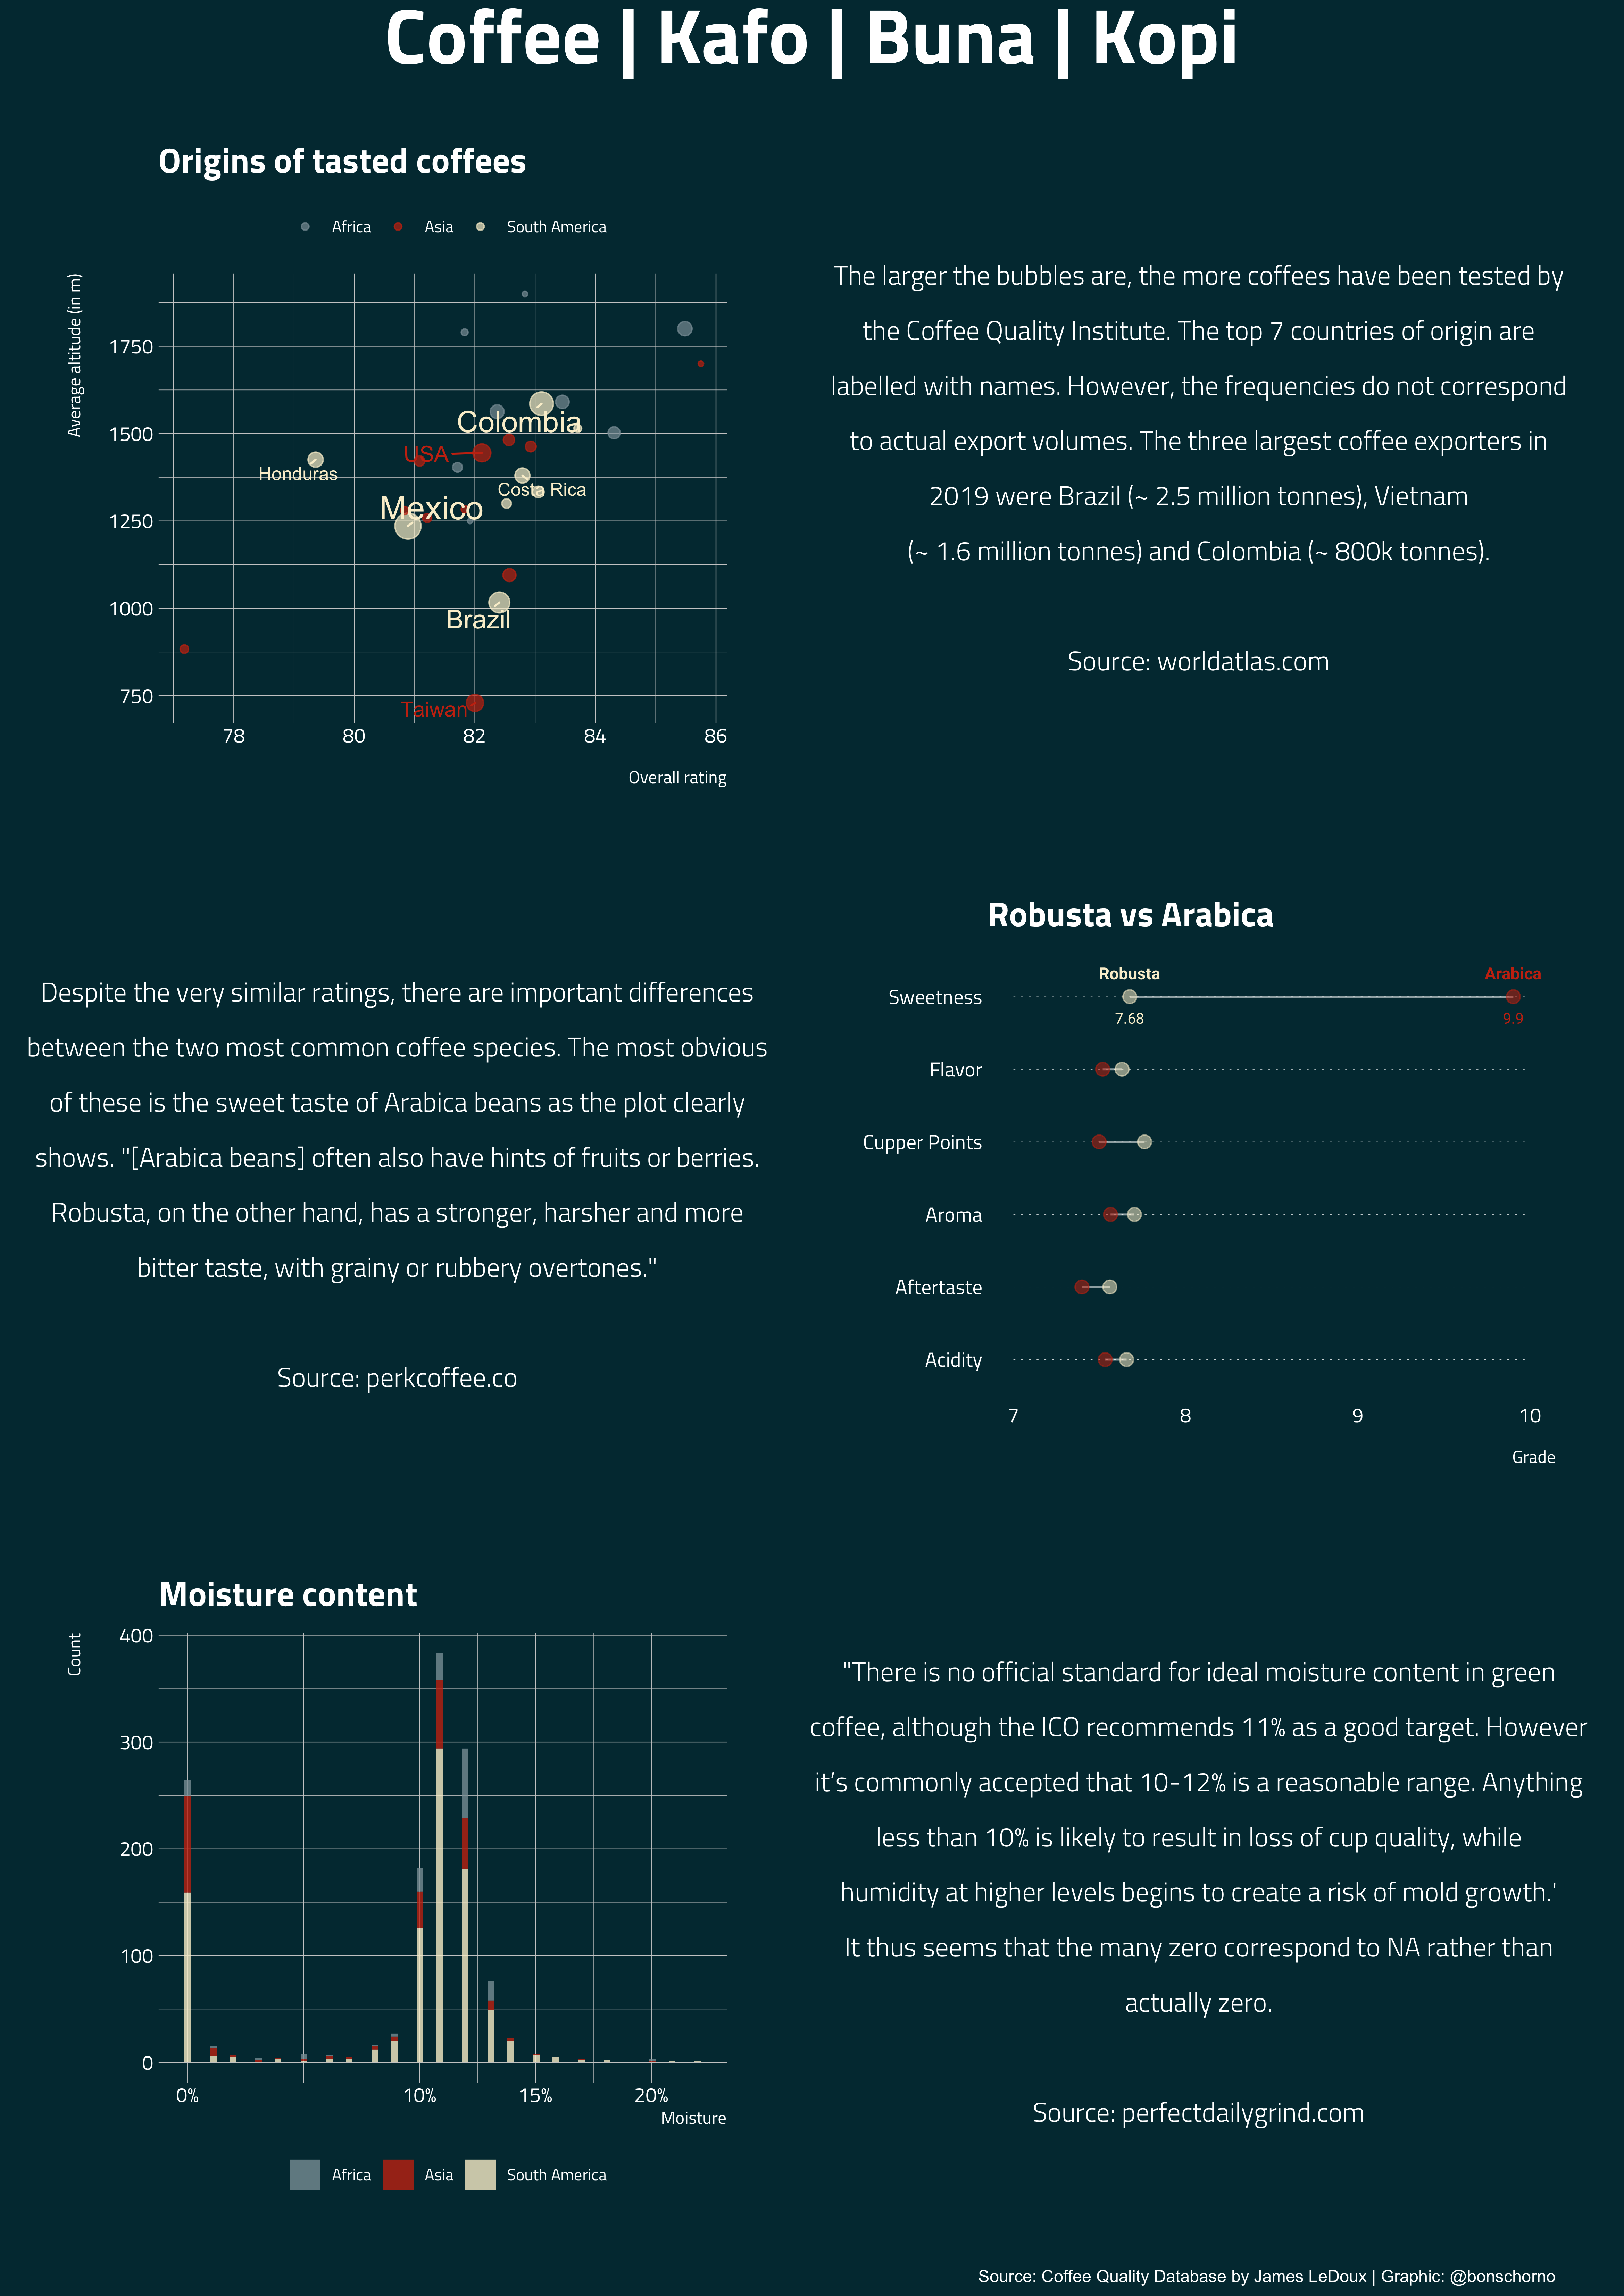 Coffee | Kafo | Buna | Kopi
Origins of tasted coffees
Africa
Asia
South America
Average altitude (in m)
1750
1500
1250
1000
750
Colombia
USA
Honduras
Costa Rica
Mexico
Brazil
Taiwan
78
80
82
84
86
Overall rating
The larger the bubbles are, the more coffees have been tested by
the Coffee Quality Institute. The top 7 countries of origin are
labelled with names. However, the frequencies do not correspond
to actual export volumes. The three largest coffee exporters in
2019 were Brazil (~ 2.5 million tonnes), Vietnam
(~ 1.6 million tonnes) and Colombia (~ 800k tonnes).
Source: worldatlas.com
Despite the very similar ratings, there are important differences
between the two most common coffee species. The most obvious
of these is the sweet taste of Arabica beans as the plot clearly
shows. "[Arabica beans] often also have hints of fruits or berries.
Robusta, on the other hand, has a stronger, harsher and more
bitter taste, with grainy or rubbery overtones."
Source: perkcoffee.co
Robusta vs Arabica
Robusta
Arabica
Sweetness
7.68
9.9
Flavor
Cupper Points
Aroma
Aftertaste
Acidity
7
8
9
10
Grade
Moisture content
Count
400
300
200
100
0
0%
10%
15%
20%
Moisture
Africa
Asia
South America
"There is no official standard for ideal moisture content in green
coffee, although the ICO recommends 11% as a good target. However
it’s commonly accepted that 10-12% is a reasonable range. Anything
less than 10% is likely to result in loss of cup quality, while
humidity at higher levels begins to create a risk of mold growth.'
It thus seems that the many zero correspond to NA rather than
actually zero.
Source: perfectdailygrind.com
Source: Coffee Quality Database by James LeDoux | Graphic: @bonschorno